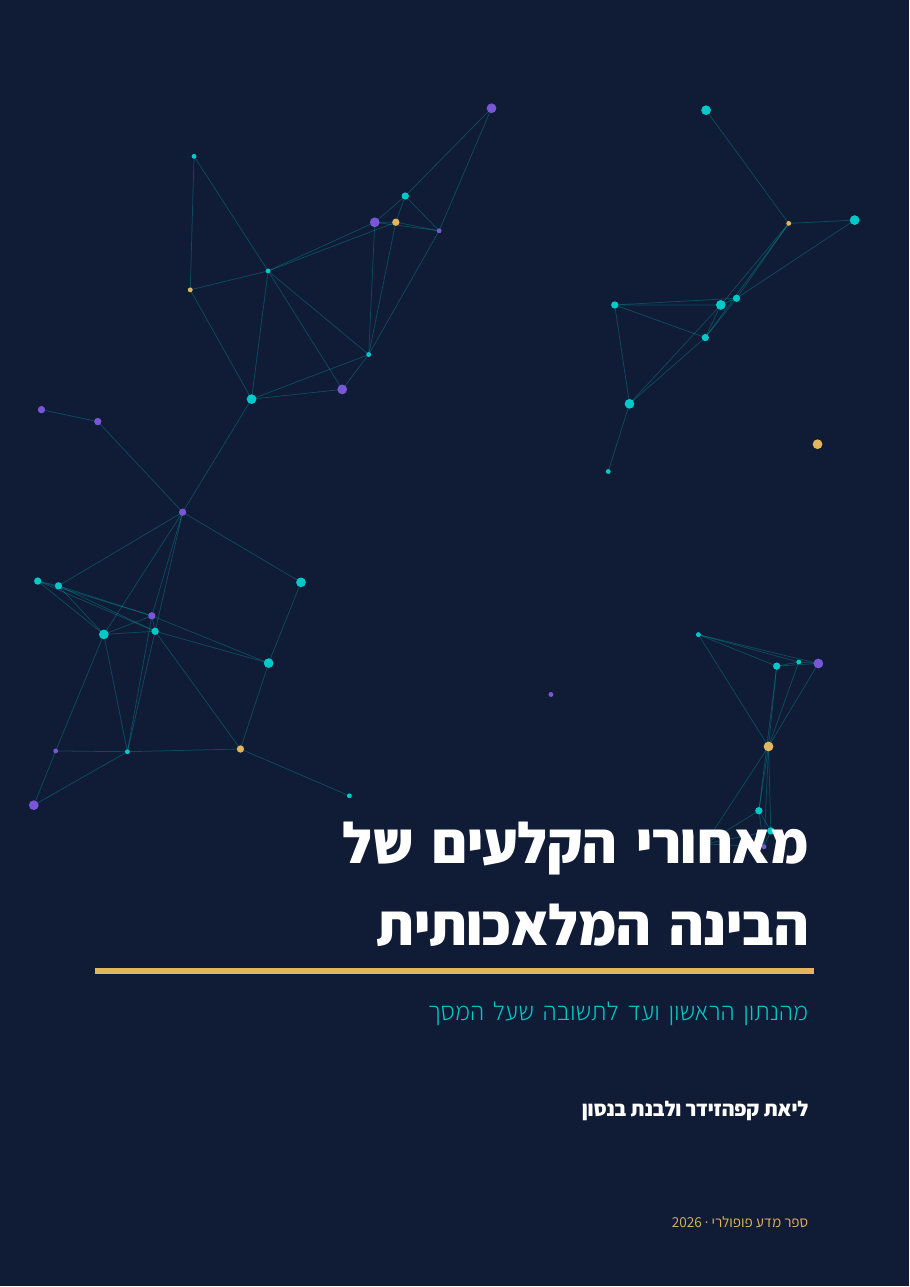 מאחורי הקלעים של
הבינה המלאכותית
מהנתון הראשון ועד לתשובה שעל המסך
ליאת קפהזידר ולבנת בנסון
ספר מדע פופולרי · 2026